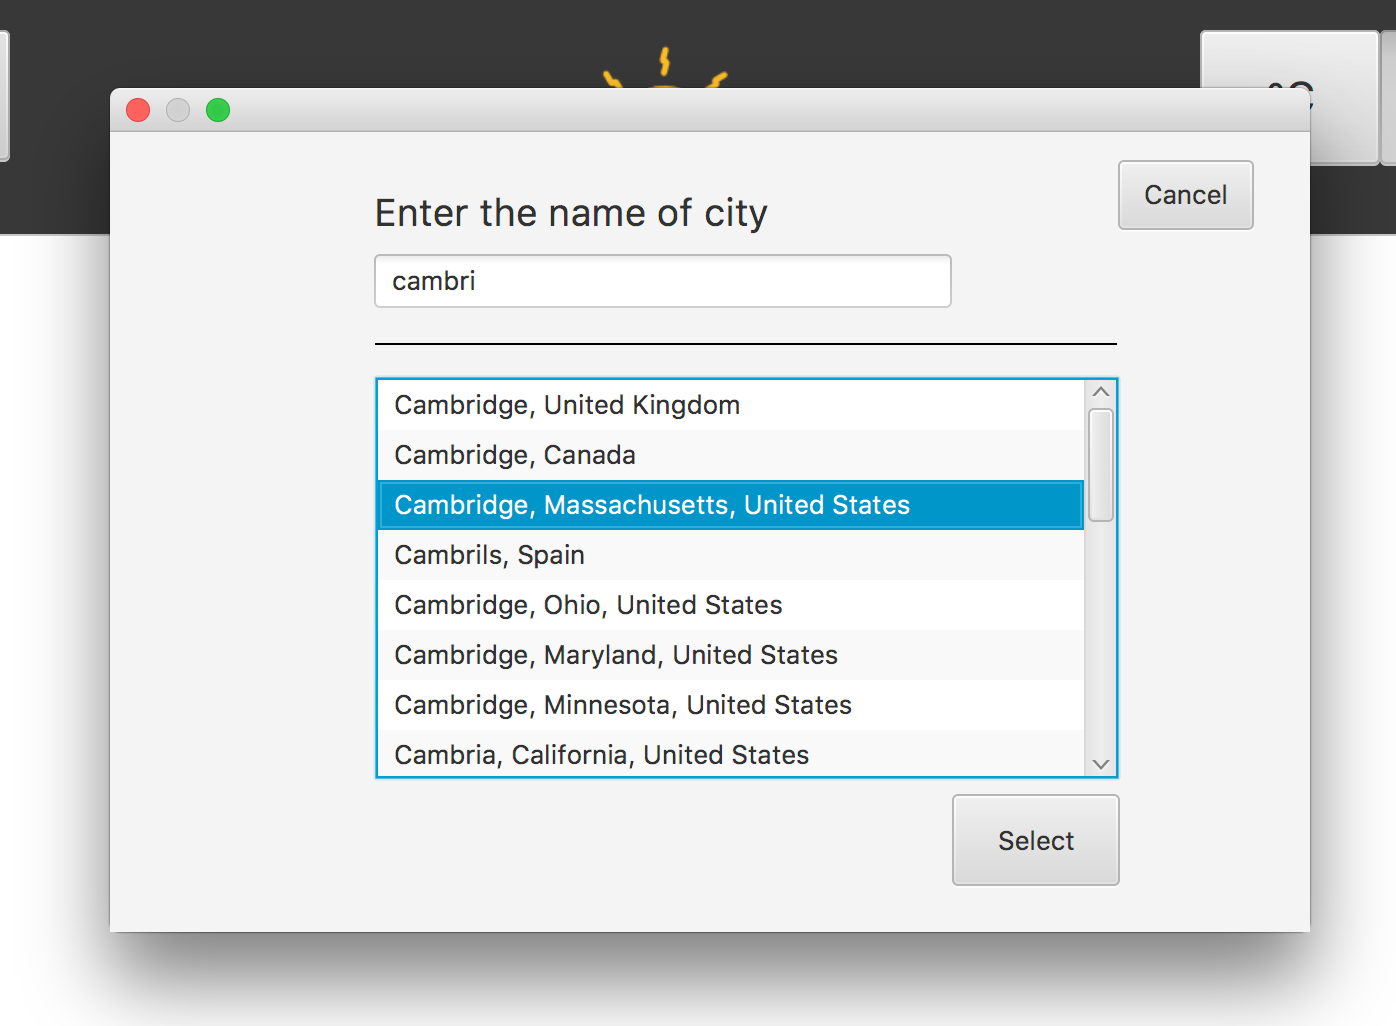 °C
Cancel
Enter the name of city
cambri
Cambridge, United Kingdom
Cambridge, Canada
Cambridge, Massachusetts, United States
Cambrils, Spain
Cambridge, Ohio, United States
Cambridge, Maryland, United States
Cambridge, Minnesota, United States
Cambria, California, United States
Select